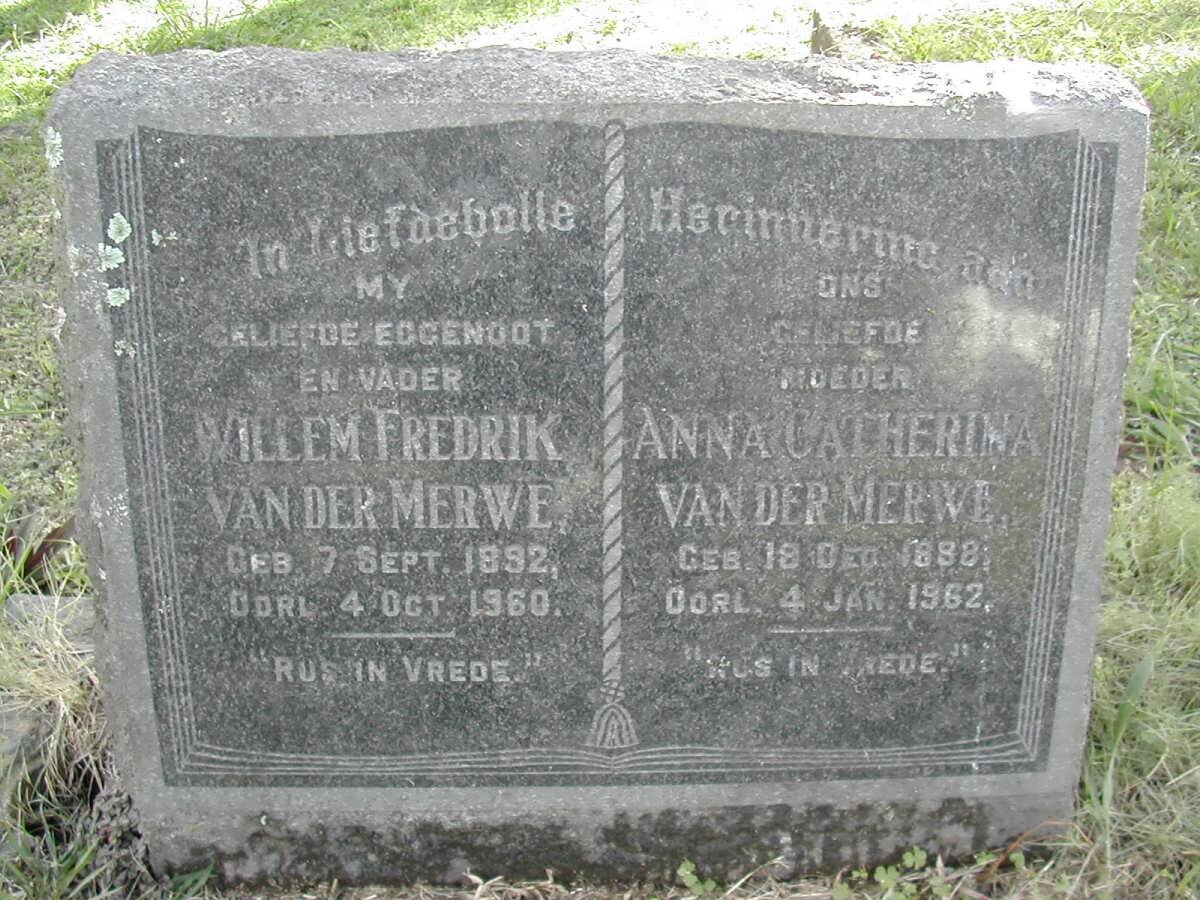 In Liefdevolle Herinnering aan
MY
GELIEFDE EGGENOOT
EN VADER
WILLEM FREDRIK
VAN DER MERWE,
GEB. 7 SEPT. 1892,
OORL. 4 OCT. 1960.
"RUS IN VREDE."
ONS
GELIEFDE
MOEDER
ANNA CATHERINA
VAN DER MERWE,
GEB. 18 DEC. 1898,
OORL. 4 JAN. 1962.
"RUS IN VREDE."